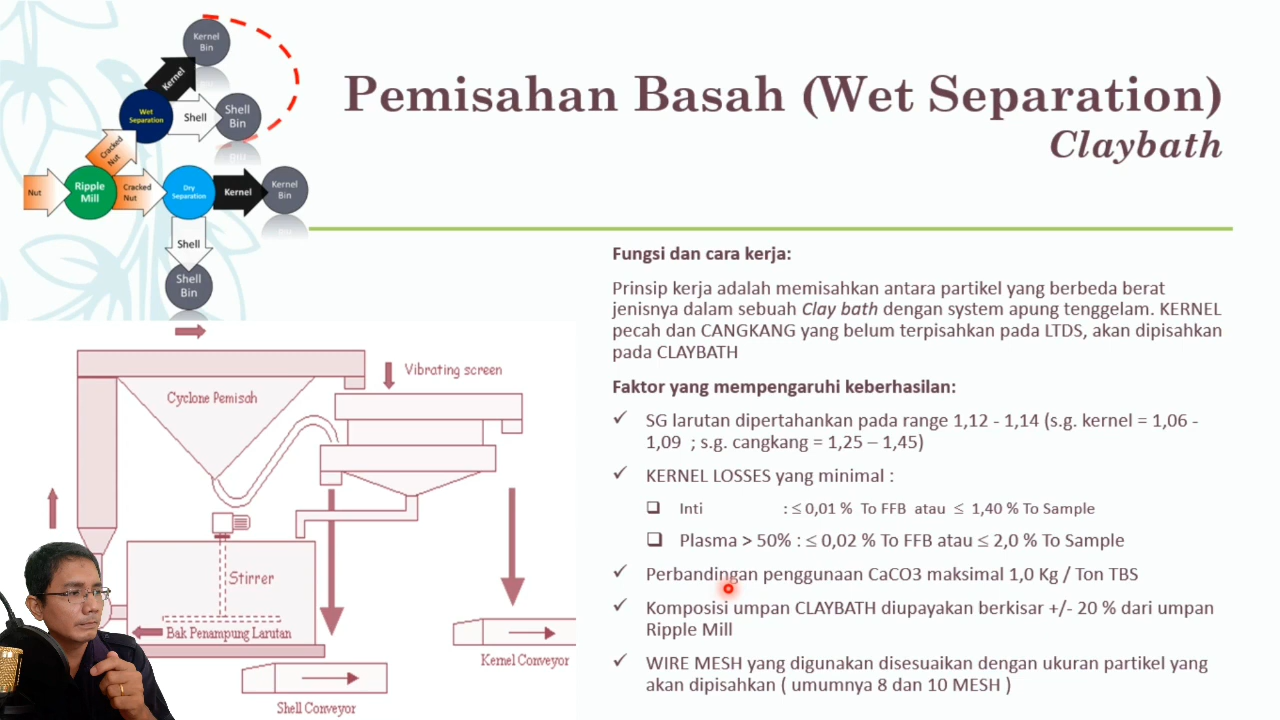 Pemisahan Basah (Wet Separation)
Claybath
Kernel
Bin
Kernel
Wet
Separation
Shell
Shell
Bin
Cracked
Nut
Nut
Ripple
Mill
Cracked
Nut
Dry
Separation
Kernel
Kernel
Bin
Shell
Shell
Bin
Fungsi dan cara kerja:
Prinsip kerja adalah memisahkan antara partikel yang berbeda berat
jenisnya dalam sebuah Clay bath dengan system apung tenggelam. KERNEL
pecah dan CANGKANG yang belum terpisahkan pada LTDS, akan dipisahkan
pada CLAYBATH
Faktor yang mempengaruhi keberhasilan:
✓ SG larutan dipertahankan pada range 1,12 - 1,14 (s.g. kernel = 1,06 -
1,09 ; s.g. cangkang = 1,25 – 1,45)
✓ KERNEL LOSSES yang minimal :
❑ Inti : ≤ 0,01 % To FFB atau ≤ 1,40 % To Sample
❑ Plasma > 50% : ≤ 0,02 % To FFB atau ≤ 2,0 % To Sample
✓ Perbandingan penggunaan CaCO3 maksimal 1,0 Kg / Ton TBS
✓ Komposisi umpan CLAYBATH diupayakan berkisar +/- 20 % dari umpan
Ripple Mill
✓ WIRE MESH yang digunakan disesuaikan dengan ukuran partikel yang
akan dipisahkan ( umumnya 8 dan 10 MESH )
Cyclone Pemisah
Vibrating screen
Stirrer
Bak Penampung Larutan
Kernel Conveyor
Shell Conveyor